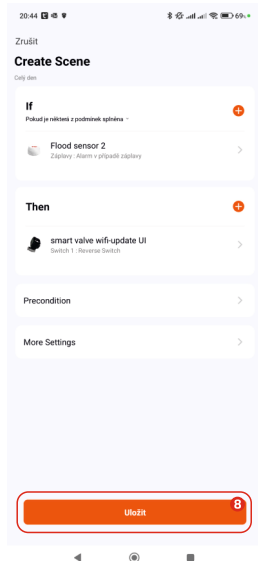 20:44 69
Zrušit
Create Scene
Celý den
If
Pokud je některá z podmínek splněna
Flood sensor 2
Záplavy : Alarm v případě záplavy
Then
smart valve wifi-update UI
Switch 1 : Reverse Switch
Precondition
More Settings
8
Uložit